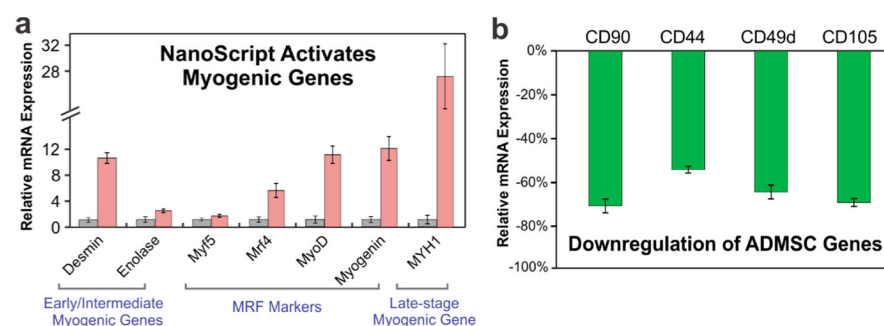 a
NanoScript Activates
Myogenic Genes
Relative mRNA Expression
32
28
12
8
4
0
Desmin
Enolase
Myf5
Mrf4
MyoD
Myogenin
MYH1
Early/Intermediate
Myogenic Genes
MRF Markers
Late-stage
Myogenic Gene
b
CD90 CD44 CD49d CD105
Relative mRNA Expression
0%
-20%
-40%
-60%
-80%
-100%
Downregulation of ADMSC Genes